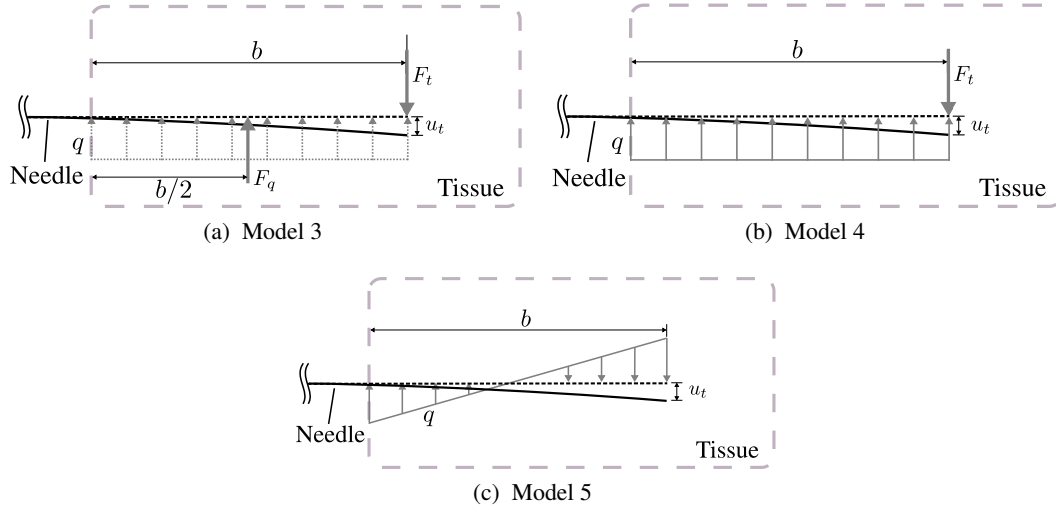 b
F_t
u_t
q
Needle
b/2
F_q
Tissue
(a) Model 3
b
F_t
u_t
q
Needle
Tissue
(b) Model 4
b
u_t
q
Needle
Tissue
(c) Model 5